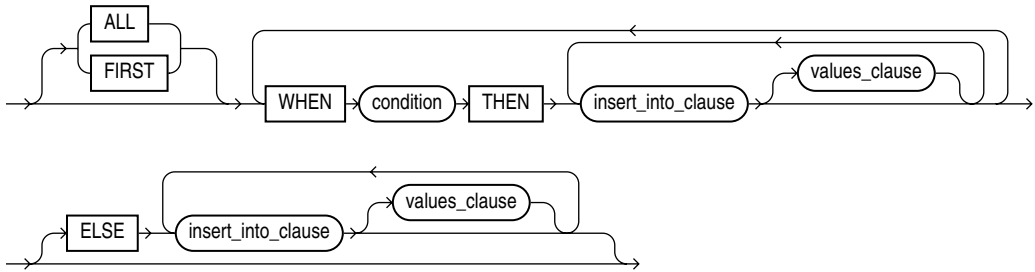 ALL
FIRST
values_clause
WHEN condition THEN insert_into_clause
values_clause
ELSE insert_into_clause